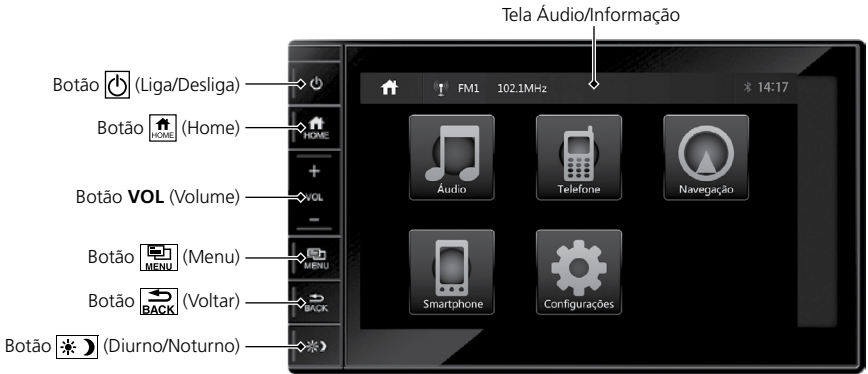 Tela Áudio/Informação
Botão (Liga/Desliga)
Botão HOME (Home)
Botão VOL (Volume)
Botão MENU (Menu)
Botão BACK (Voltar)
Botão (Diurno/Noturno)
HOME
+
VOL
−
MENU
BACK
FM1 102.1MHz 14:17
Áudio Telefone Navegação
Smartphone Configurações